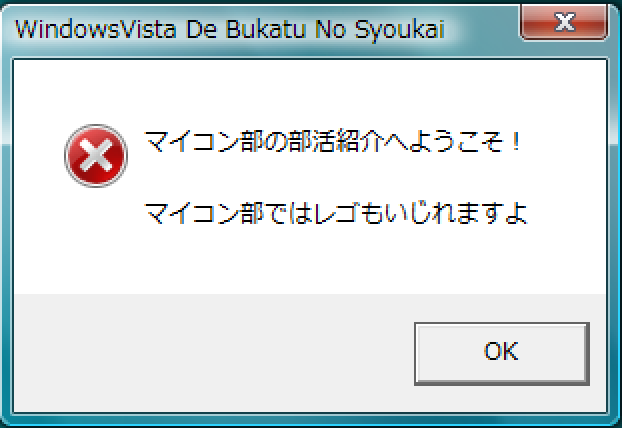 WindowsVista De Bukatu No Syoukai
マイコン部の部活紹介へようこそ！
マイコン部ではレゴもいじれますよ
OK